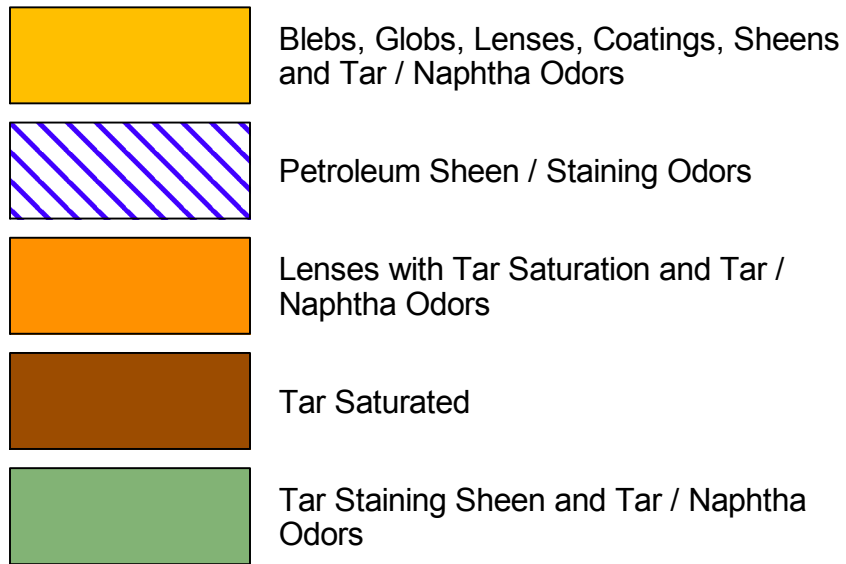 Blebs, Globs, Lenses, Coatings, Sheens
and Tar / Naphtha Odors
Petroleum Sheen / Staining Odors
Lenses with Tar Saturation and Tar /
Naphtha Odors
Tar Saturated
Tar Staining Sheen and Tar / Naphtha
Odors